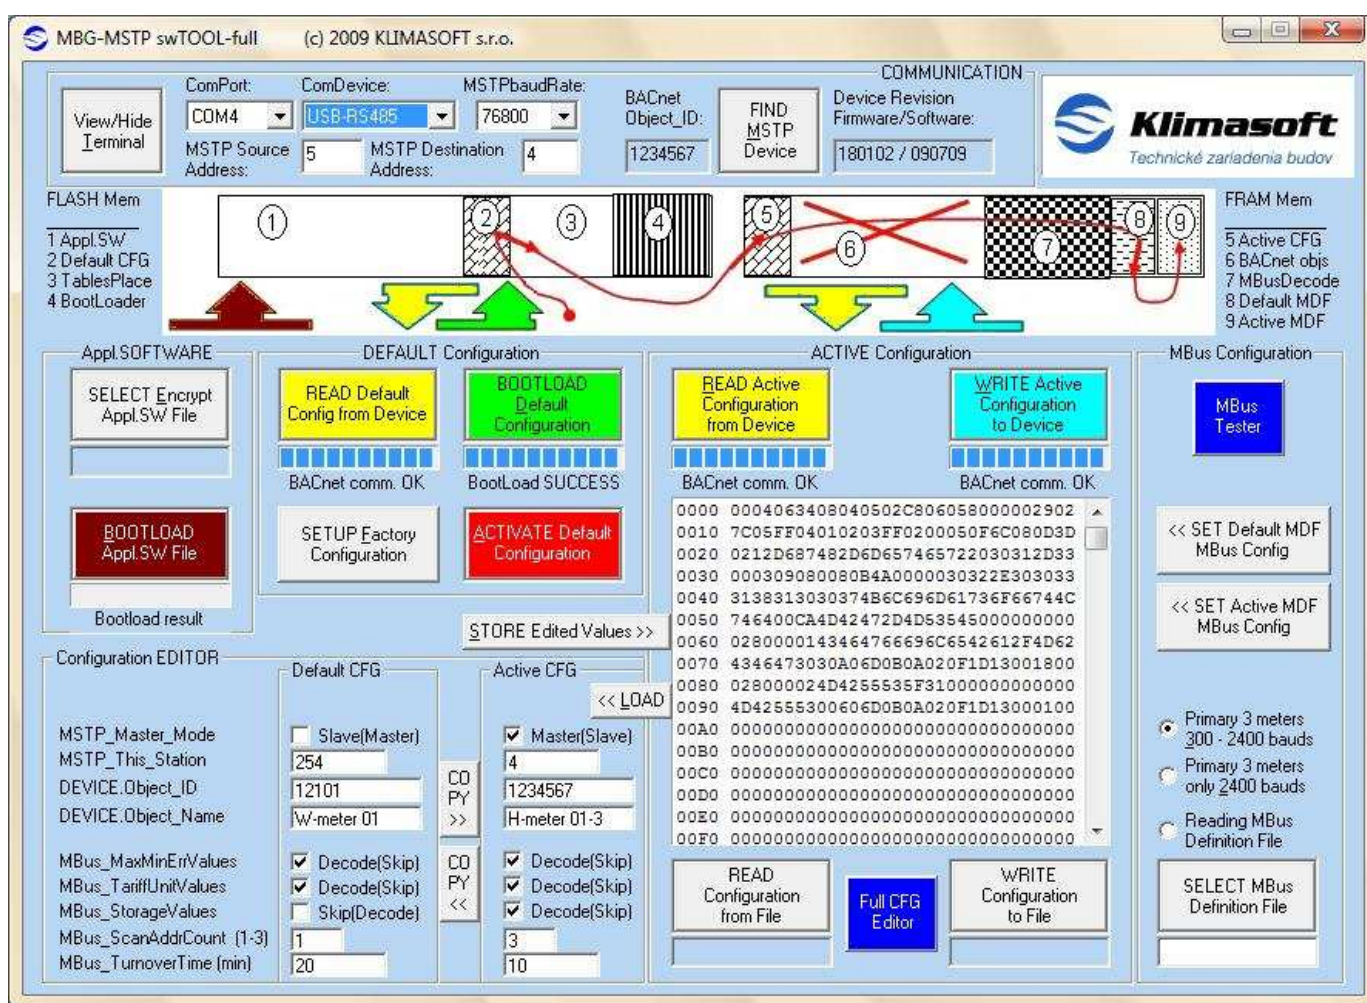 MBG-MSTP swTOOL-full (c) 2009 KLIMASOFT s.r.o.
COMMUNICATION
View/Hide
Terminal
ComPort:
COM4
ComDevice:
USB-RS485
MSTPbaudRate:
76800
MSTP Source
Address:
5
MSTP Destination
Address:
4
BACnet
Object_ID:
1234567
FIND
MSTP
Device
Device Revision
Firmware/Software:
180102 / 090709
Klimasoft
Technické zariadenia budov
FLASH Mem
1 Appl.SW
2 Default CFG
3 TablesPlace
4 BootLoader
1
2
3
4
5
6
7
8
9
FRAM Mem
5 Active CFG
6 BACnet objs
7 MBusDecode
8 Default MDF
9 Active MDF
Appl.SOFTWARE
SELECT Encrypt
Appl.SW File
BOOTLOAD
Appl.SW File
Bootload result
DEFAULT Configuration
READ Default
Config from Device
BACnet comm. OK
BOOTLOAD
Default
Configuration
BootLoad SUCCESS
SETUP Factory
Configuration
ACTIVATE Default
Configuration
ACTIVE Configuration
READ Active
Configuration
from Device
BACnet comm. OK
WRITE Active
Configuration
to Device
BACnet comm. OK
0000 0004063408040502C806058000002902
0010 7C05FF04010203FF0200050F6C080D3D
0020 0212D687482D6D657465722030312D33
0030 000309080080B4A0000030322E303033
0040 3138313030374B6C696D61736F66744C
0050 746400CA4D42472D4D53545000000000
0060 028000014346476669 6C6542612F4D62
0070 4346473030A06D0B0A020F1D13001800
0080 028000024D4255535F31000000000000
0090 4D42555300606D0B0A020F1D13000100
00A0 00000000000000000000000000000000
00B0 00000000000000000000000000000000
00C0 00000000000000000000000000000000
00D0 00000000000000000000000000000000
00E0 00000000000000000000000000000000
00F0 00000000000000000000000000000000
READ
Configuration
from File
Full CFG
Editor
WRITE
Configuration
to File
MBus Configuration
MBus
Tester
<< SET Default MDF
MBus Config
<< SET Active MDF
MBus Config
Primary 3 meters
300 - 2400 bauds
Primary 3 meters
only 2400 bauds
Reading MBus
Definition File
SELECT MBus
Definition File
STORE Edited Values >>
<< LOAD
Configuration EDITOR
Default CFG
Active CFG
MSTP_Master_Mode Slave(Master) Master(Slave)
MSTP_This_Station 254 4
DEVICE.Object_ID 12101 1234567
DEVICE.Object_Name W-meter 01 H-meter 01-3
CO
PY
>>
MBus_MaxMinErrValues Decode(Skip) Decode(Skip)
MBus_TariffUnitValues Decode(Skip) Decode(Skip)
MBus_StorageValues Skip(Decode) Decode(Skip)
MBus_ScanAddrCount (1-3) 1 3
MBus_TurnoverTime (min) 20 10
CO
PY
<<